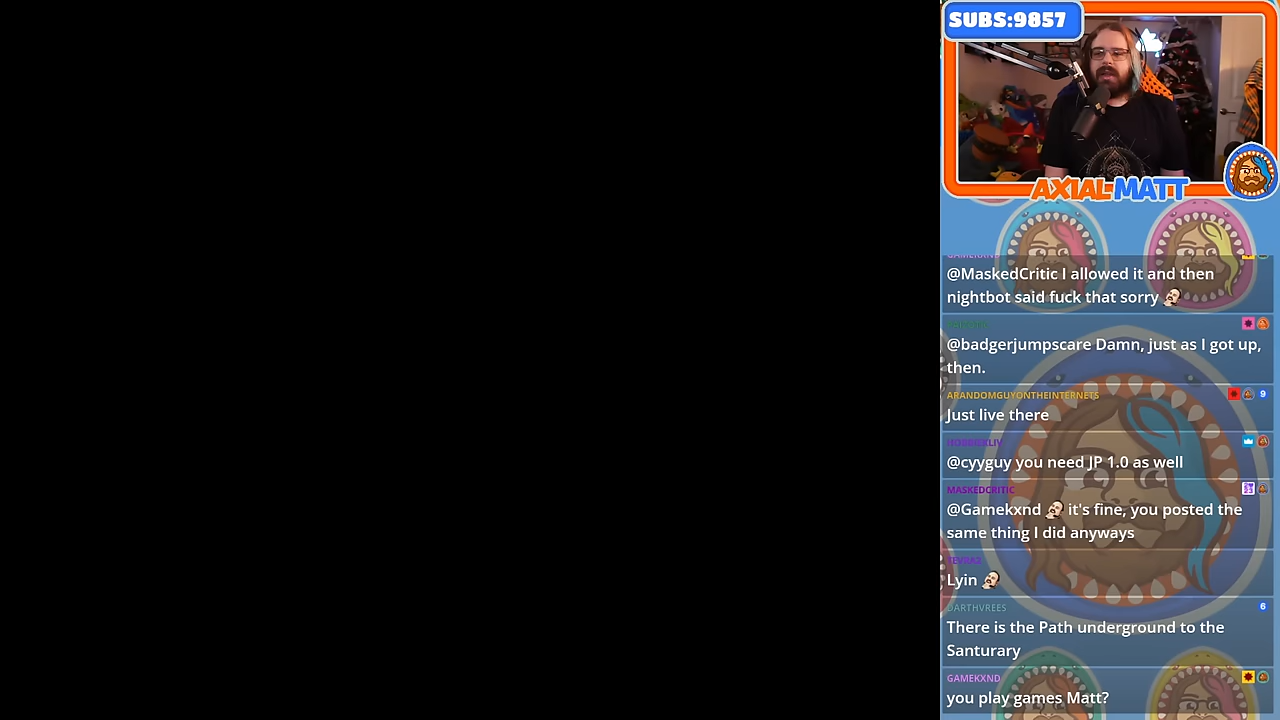 SUBS:9857
AXIAL MATT
@MaskedCritic I allowed it and then
nightbot said fuck that sorry
@badgerjumpscare Damn, just as I got up,
then.
ARANDOMGUYONTHEINTERNETS
9
Just live there
@cyyguy you need JP 1.0 as well
MASKEDCRITIC
@Gamekxnd it's fine, you posted the
same thing I did anyways
Lyin
DARTHVREES
6
There is the Path underground to the
Santurary
GAMEKXND
you play games Matt?